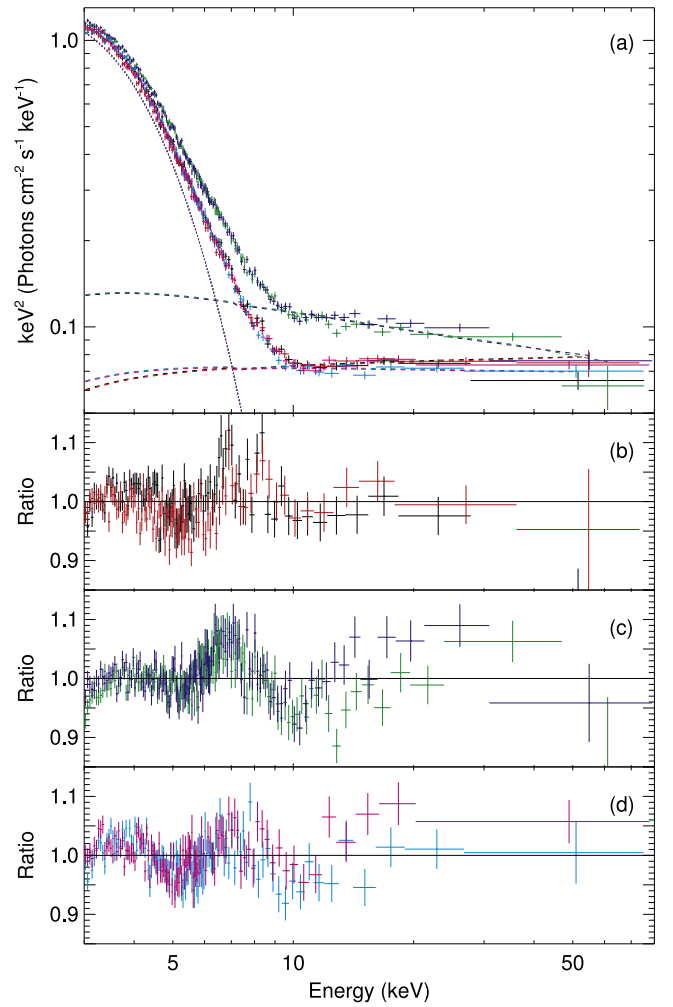 1.0
(a)
keV² (Photons cm⁻² s⁻¹ keV⁻¹)
0.1
1.1
(b)
Ratio
1.0
0.9
1.1
(c)
Ratio
1.0
0.9
1.1
(d)
Ratio
1.0
0.9
5
10
50
Energy (keV)